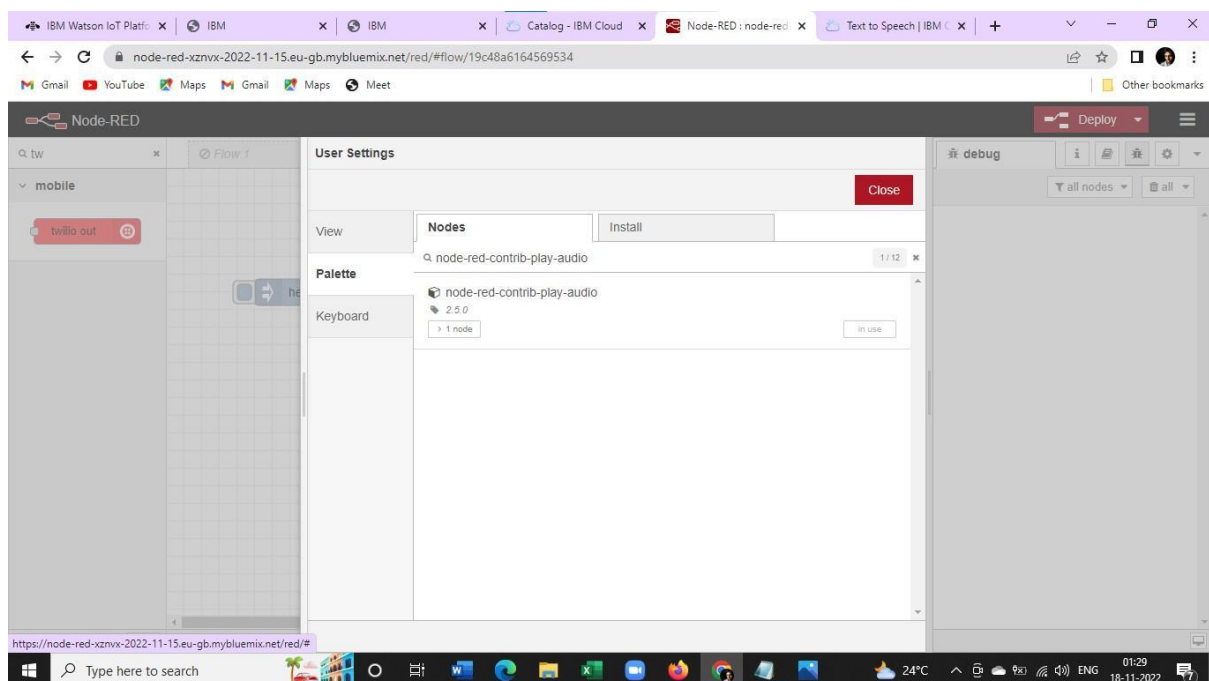 IBM Watson IoT Platfo
IBM
IBM
Catalog - IBM Cloud
Node-RED : node-red
Text to Speech | IBM C
node-red-xznvx-2022-11-15.eu-gb.mybluemix.net/red/#flow/19c48a6164569534
Gmail YouTube Maps Gmail Maps Meet Other bookmarks
Node-RED Deploy
tw
Flow 1
User Settings
debug
i
mobile
Close
all nodes
all
twilio out
View
Nodes
Install
node-red-contrib-play-audio
1 / 12
Palette
node-red-contrib-play-audio
he
2.5.0
Keyboard
1 node
in use
https://node-red-xznvx-2022-11-15.eu-gb.mybluemix.net/red/#
Type here to search
24°C
ENG
01:29
18-11-2022